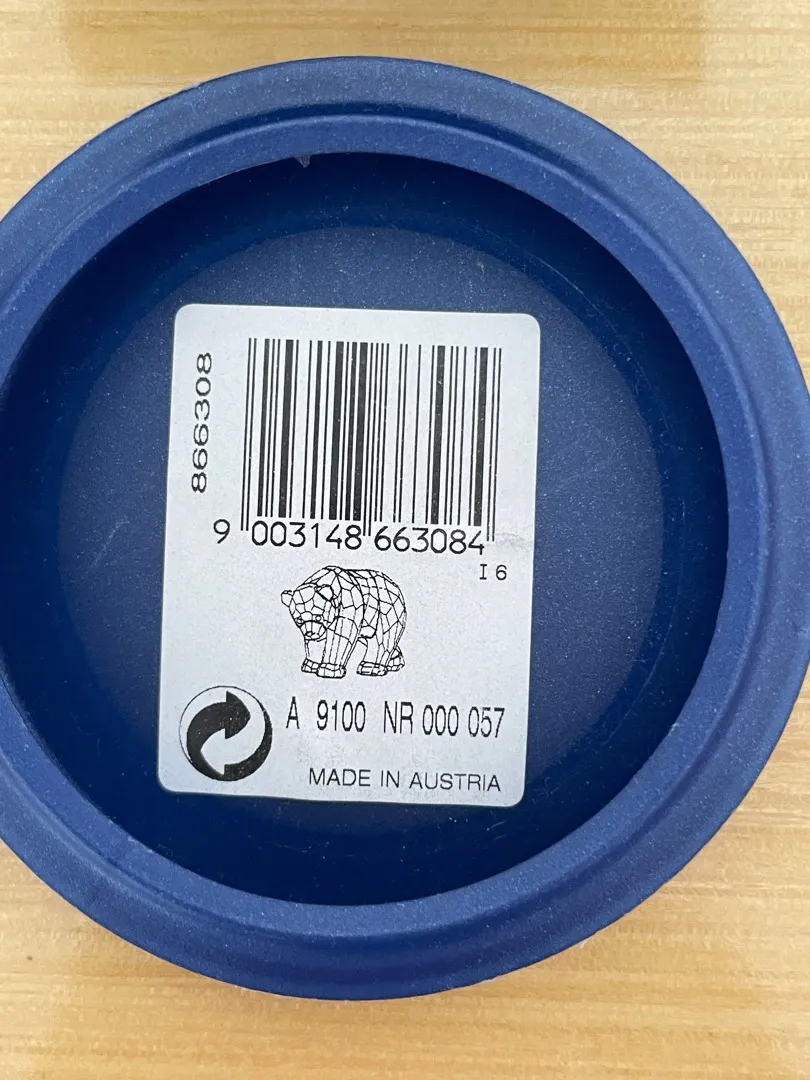 866308
9 003148 663084
I 6
A 9100 NR 000 057
MADE IN AUSTRIA